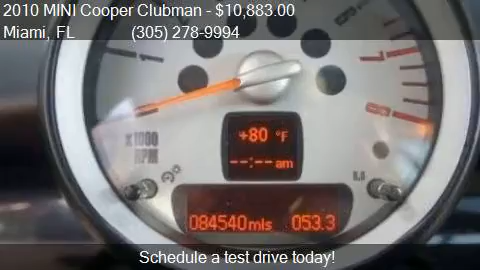 2010 MINI Cooper Clubman - $10,883.00
Miami, FL (305) 278-9994
x1000
RPM
+80 °F
--:-- am
084540mls 053.3
Schedule a test drive today!